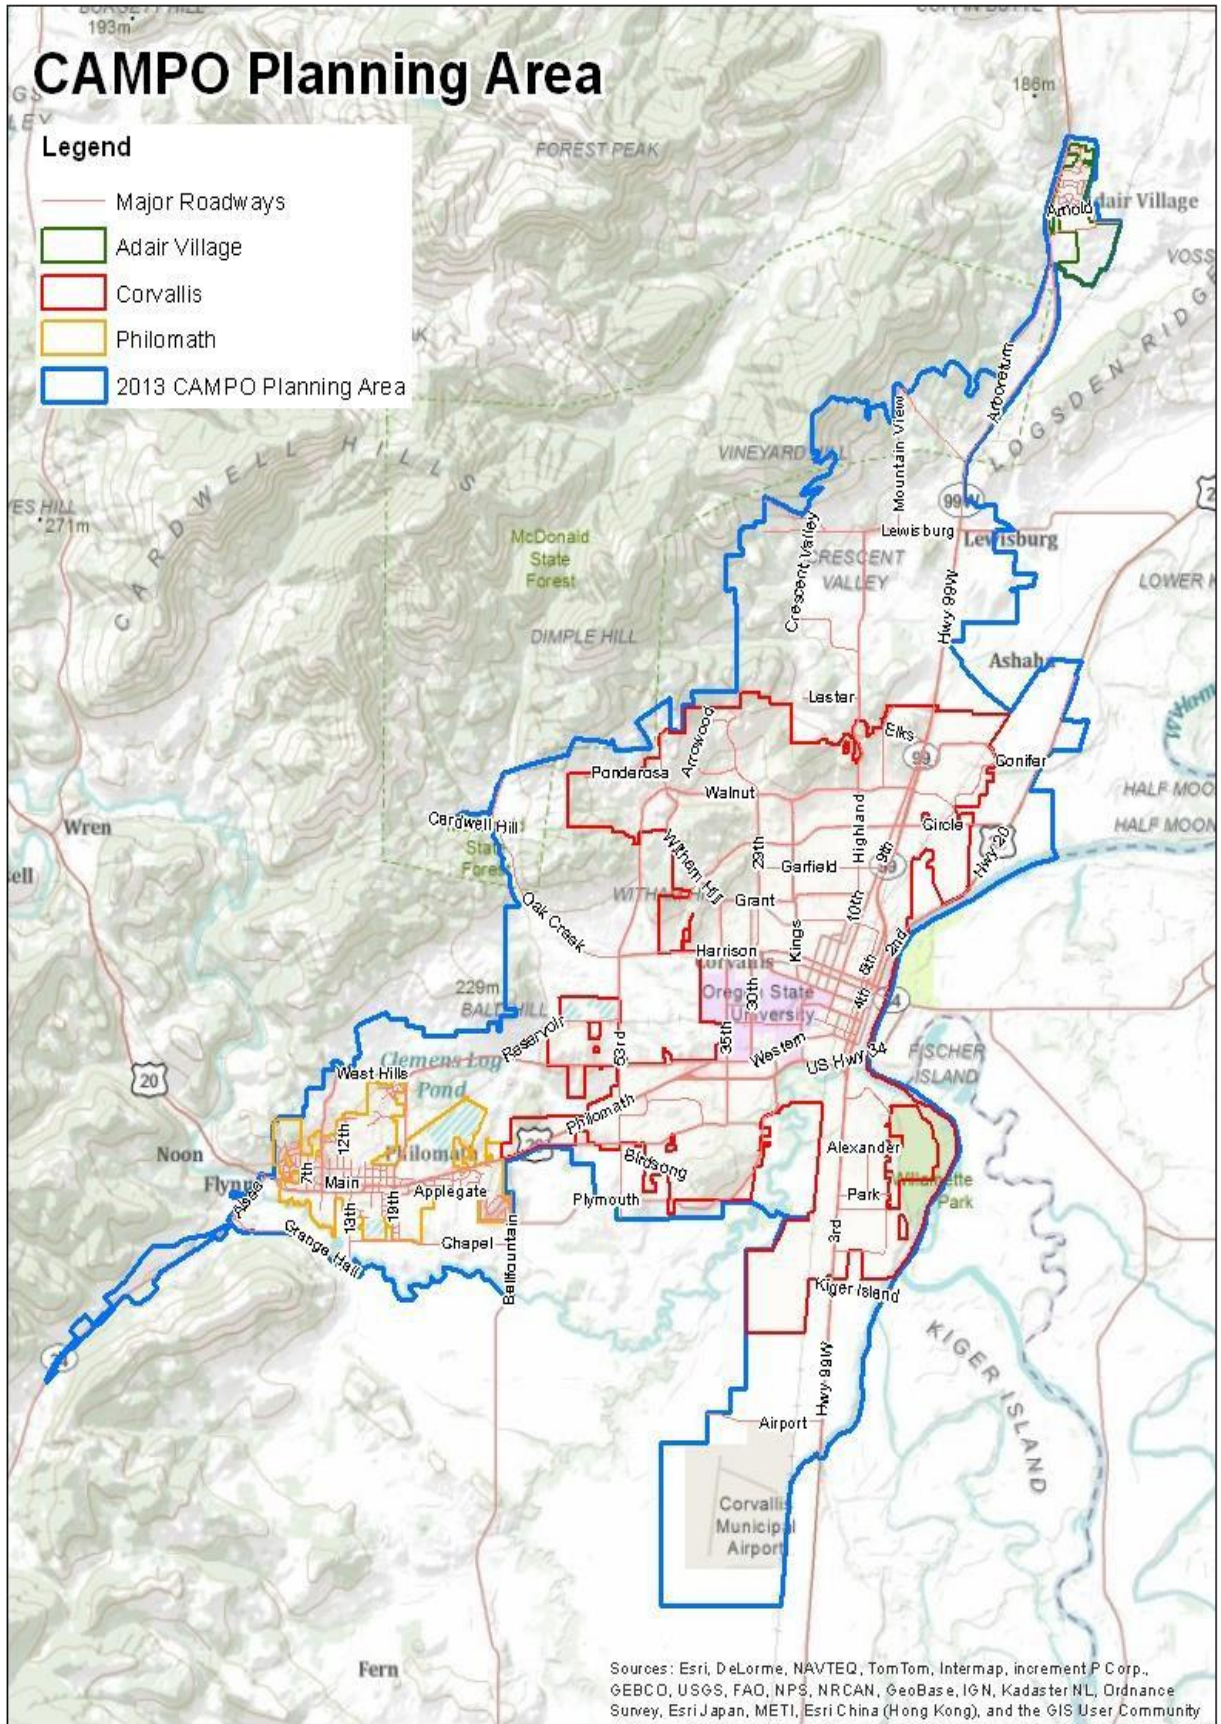 193m
CAMPO Planning Area
186m
Legend
Major Roadways
Adair Village
Corvallis
Philomath
2013 CAMPO Planning Area
FOREST PEAK
Arnold
dair Village
VOSS
LOGSDEN RIDGE
Arboretum
Mountain View
VINEYARD
CARDWELL HILLS
271m
99W
Lewisburg
Lewisburg
Crescent Valley
CRESCENT
VALLEY
McDonald
State
Forest
Hwy 99W
DIMPLE HILL
Ashaha
Lester
Elks
Arrowood
99
Conifer
Ponderosa
Walnut
HALF MOO
HALF MOON
Cardwell Hill
State
Forest
Wren
Circle
Hwy 20
Highland
9th
99
29th
Garfield
Witham Hill
Grant
10th
Kings
Oak Creek
Harrison
Corvallis
2nd
5th
4th
Oregon State
University
30th
35th
Western
US Hwy 34
229m
BALD HILL
Reservoir
53rd
FISCHER
ISLAND
20
West Hills
Clemens Log
Pond
Philomath
20
Noon
12th
7th
Philomath
Main
Applegate
13th
19th
Alsea
Grange Hall
Chapel
Bellfountain
Birdsong
Plymouth
Alexander
Willamette
Park
Park
3rd
Kiger Island
KIGER ISLAND
Hwy 99W
34
Airport
Corvallis
Municipal
Airport
Fern
Sources: Esri, DeLorme, NAVTEQ, TomTom, Intermap, increment P Corp.,
GEBCO, USGS, FAO, NPS, NRCAN, GeoBase, IGN, Kadaster NL, Ordnance
Survey, Esri Japan, METI, Esri China (Hong Kong), and the GIS User Community